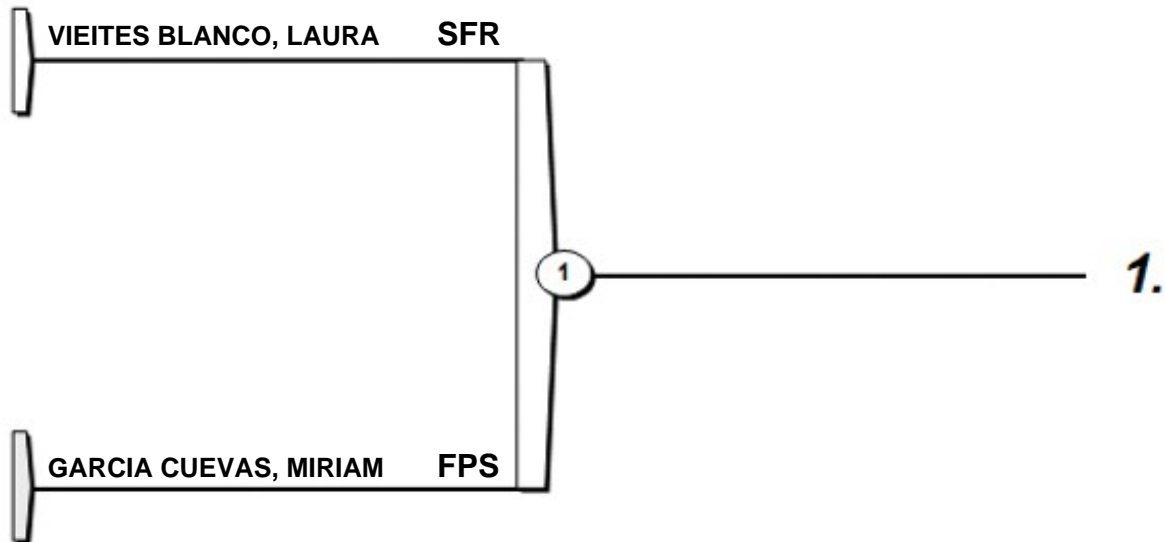 VIEITES BLANCO, LAURA SFR
1
1.
GARCIA CUEVAS, MIRIAM FPS